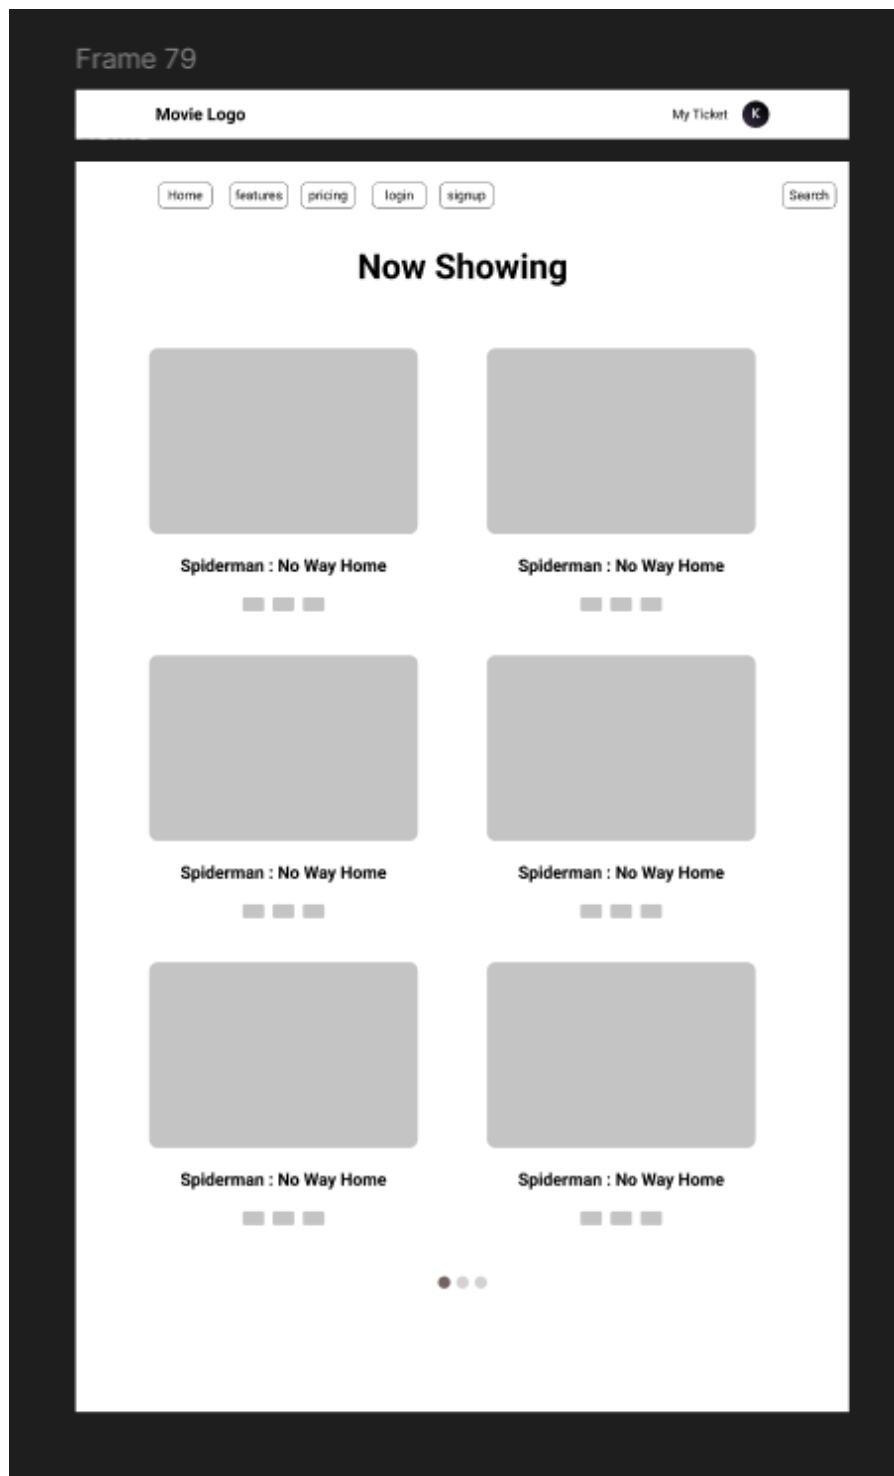 Frame 79
Movie Logo My Ticket K
Home features pricing login signup Search
Now Showing
Spiderman : No Way Home Spiderman : No Way Home
Spiderman : No Way Home Spiderman : No Way Home
Spiderman : No Way Home Spiderman : No Way Home